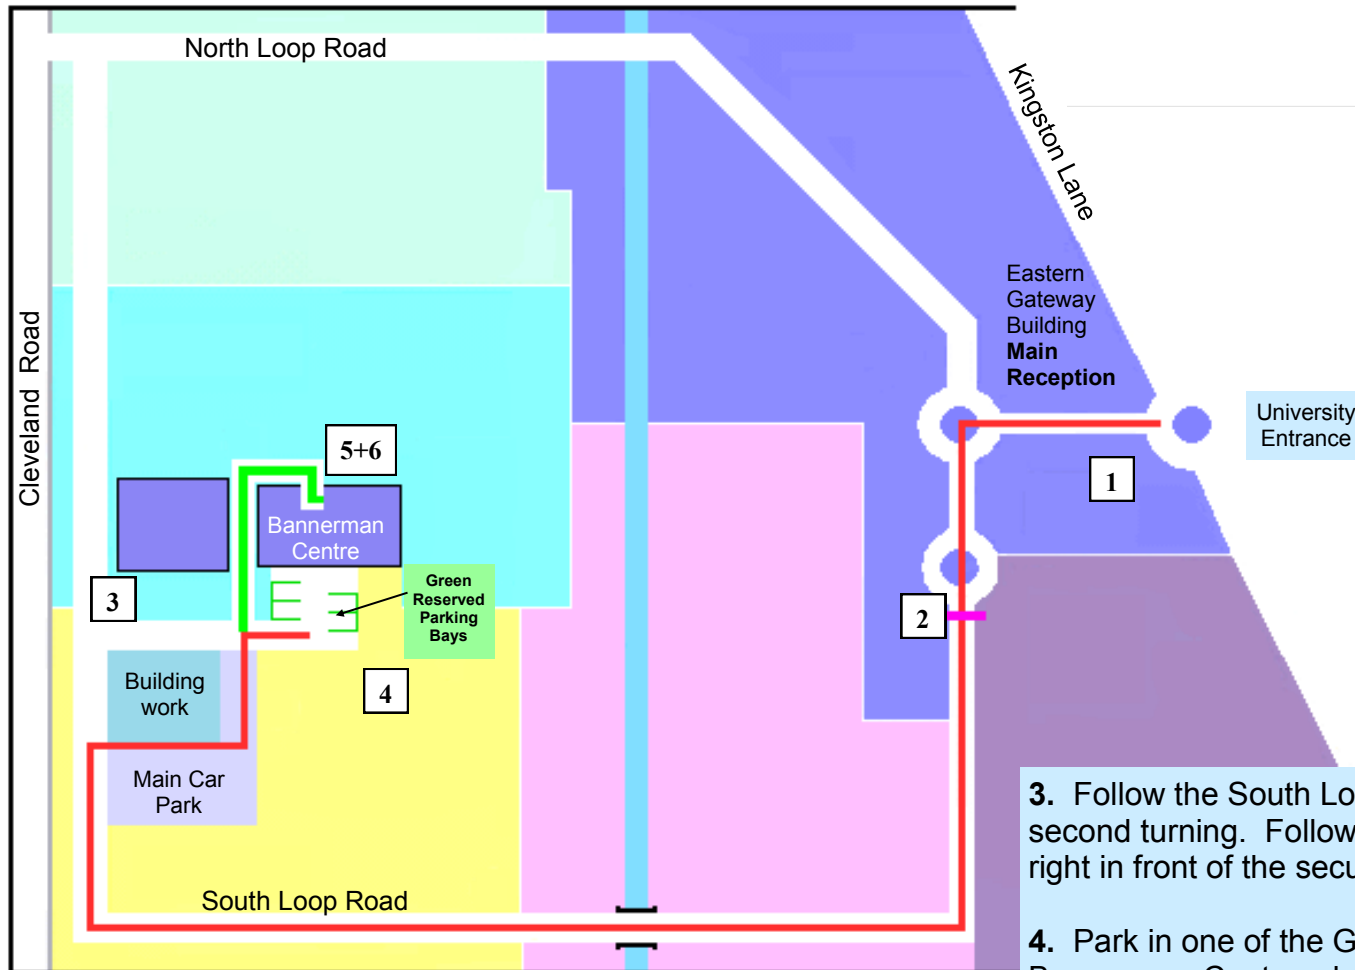 North Loop Road
Kingston Lane
Eastern
Gateway
Building
Main
Reception
University
Entrance
1
Cleveland Road
5+6
Bannerman
Centre
Green
Reserved
Parking
Bays
3
2
4
Building
work
Main Car
Park
South Loop Road
3. Follow the South Lo
second turning. Follow
right in front of the secu
4. Park in one of the G